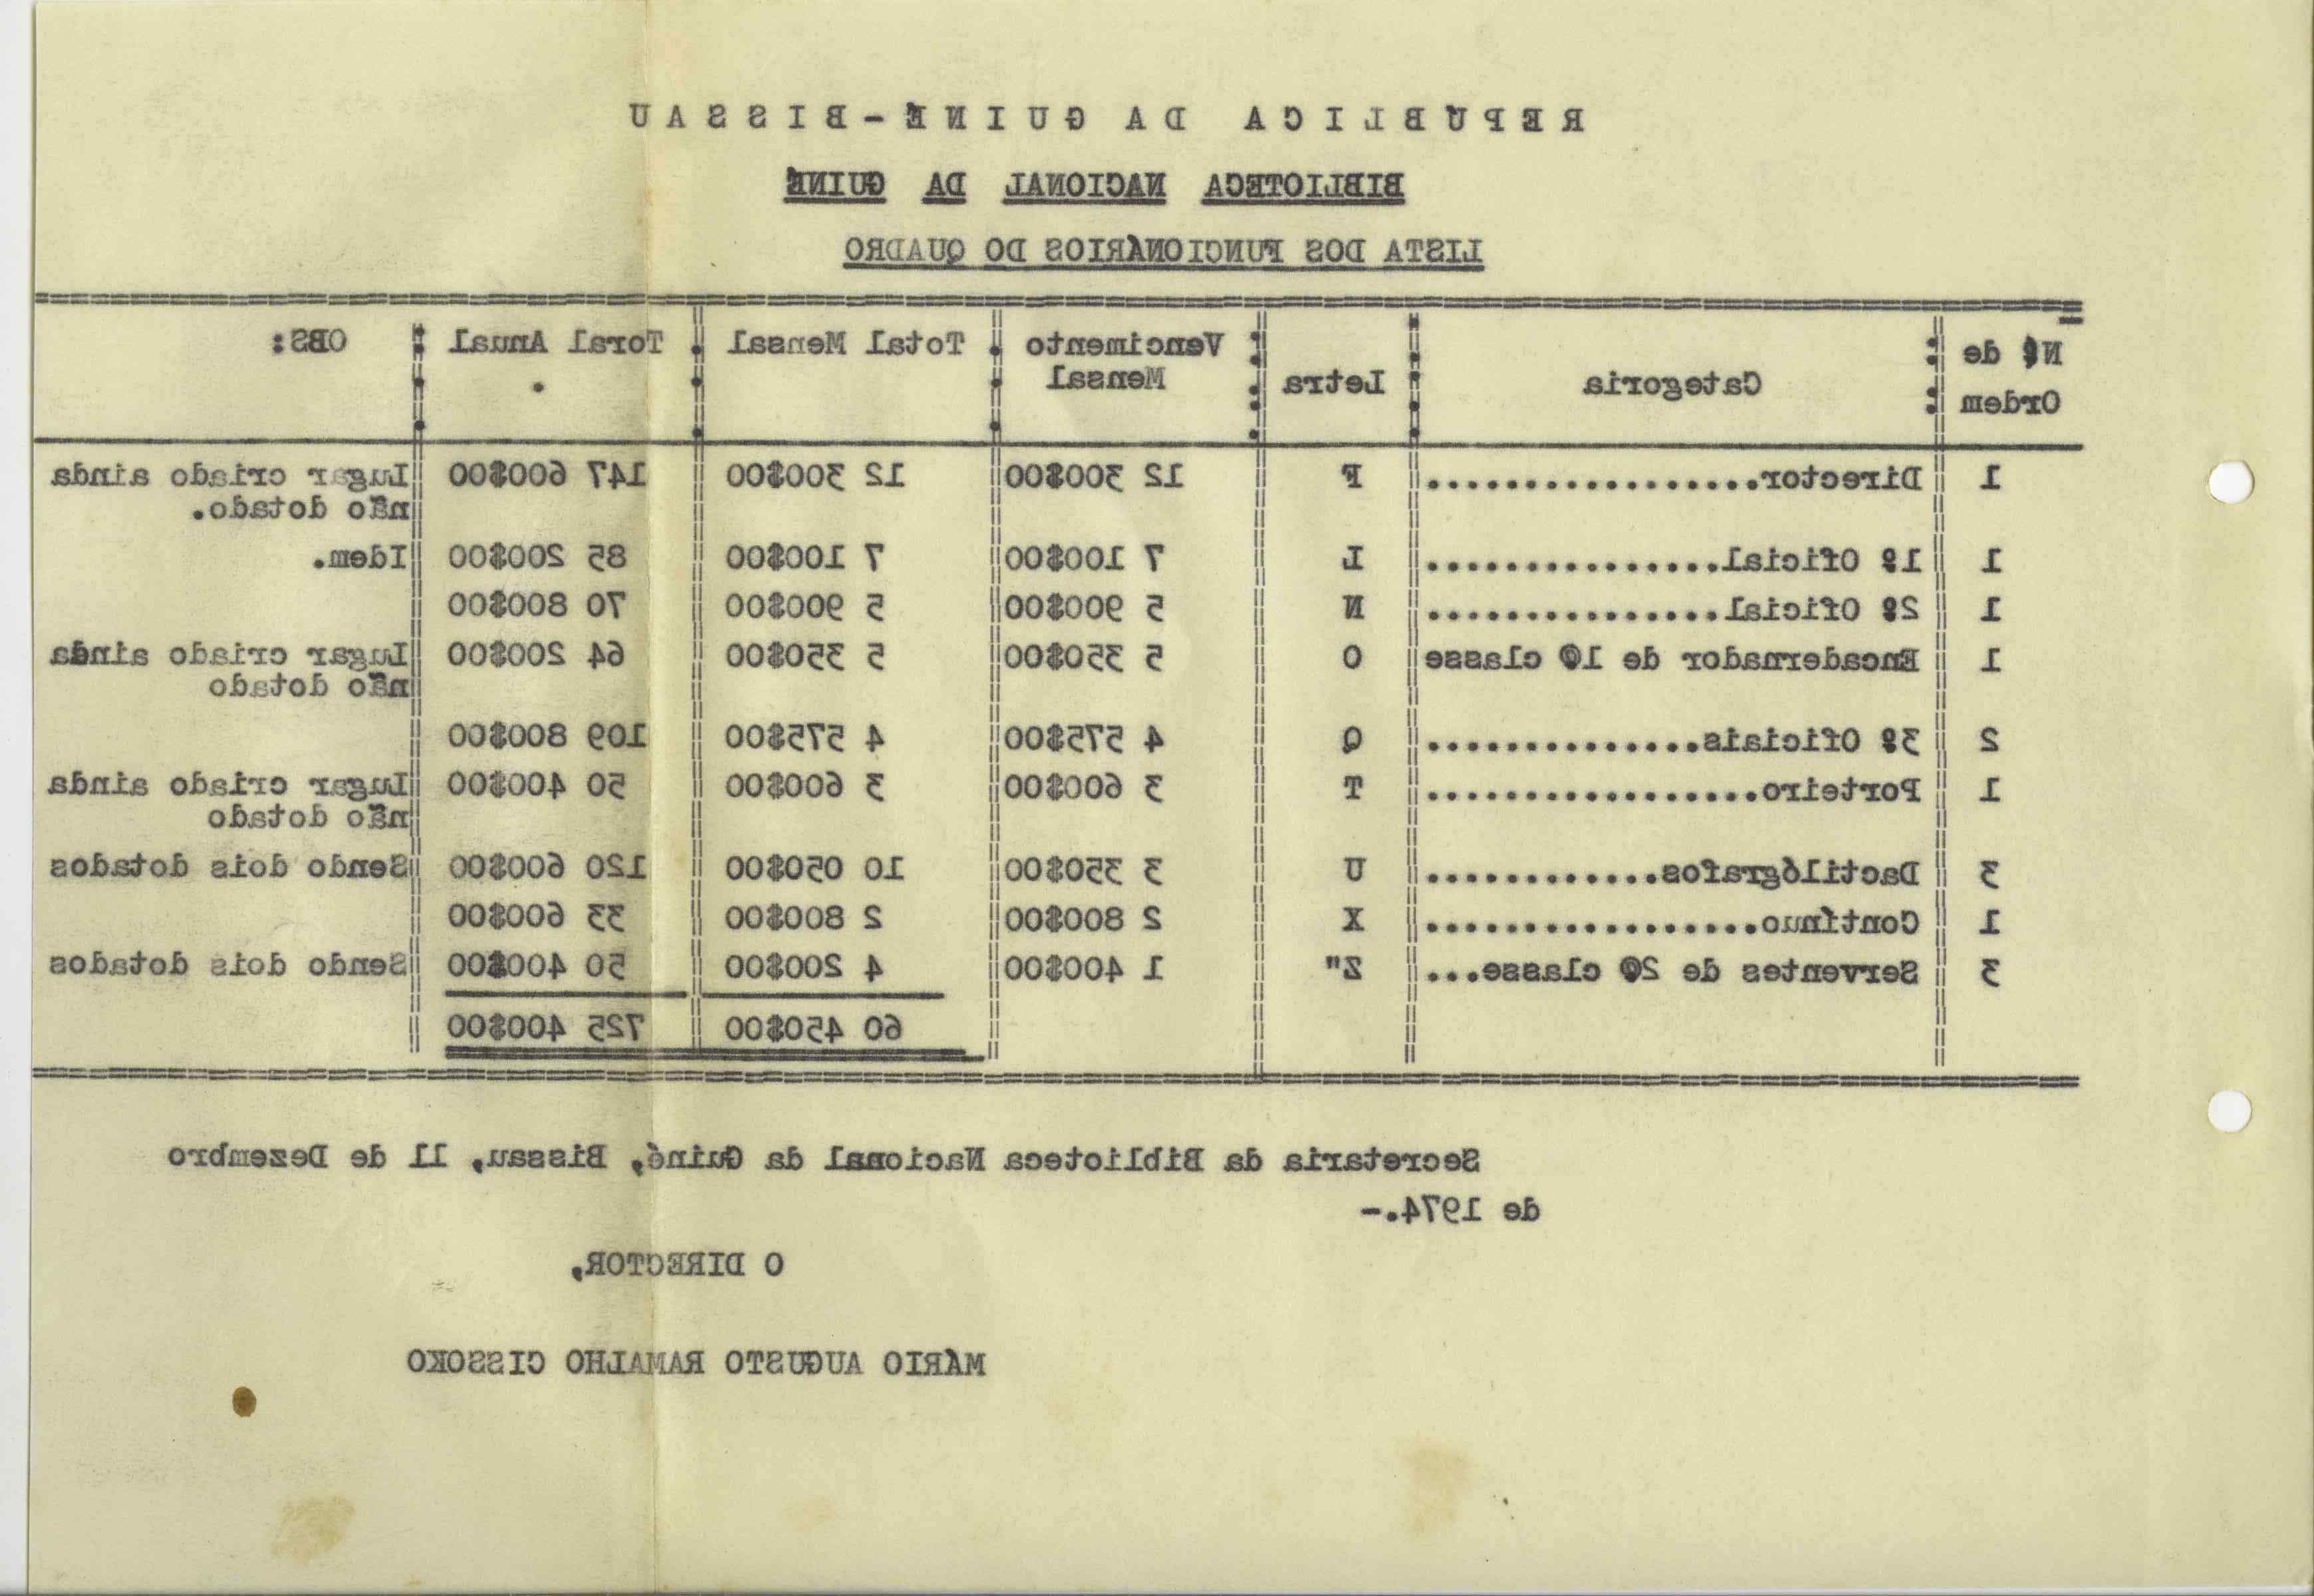 REPÚBLICA DA GUINÉ-BISSAU
BIBLIOTECA NACIONAL DA GUINÉ
LISTA DOS FUNCIONÁRIOS DO QUADRO
Nº de Ordem : Categoria : Letra : Vencimento Mensal : Total Mensal : Toral Anual : OBS:
1 Director................. F 12 300$00 12 300$00 147 600$00 Lugar criado ainda
não dotado.
1 1º Oficial............... L 7 100$00 7 100$00 85 200$00 Idem.
1 2º Oficial............... N 5 900$00 5 900$00 70 800$00
1 Encadernador de 1ª classe O 5 350$00 5 350$00 64 200$00 Lugar criado ainda
não dotado
2 3º Oficiais.............. Q 4 575$00 4 575$00 109 800$00
1 Porteiro................. T 3 600$00 3 600$00 50 400$00 Lugar criado ainda
não dotado
3 Dactilógrafos............ U 3 350$00 10 050$00 120 600$00 Sendo dois dotados
1 Contínuo................. X 2 800$00 2 800$00 33 600$00
3 Serventes de 2ª classe... Z" 1 400$00 4 200$00 50 400$00 Sendo dois dotados
60 450$00 725 400$00
Secretaria da Biblioteca Nacional da Guiné, Bissau, 11 de Dezembro
de 1974.-
O DIRECTOR,
MÁRIO AUGUSTO RAMALHO CISSOKO